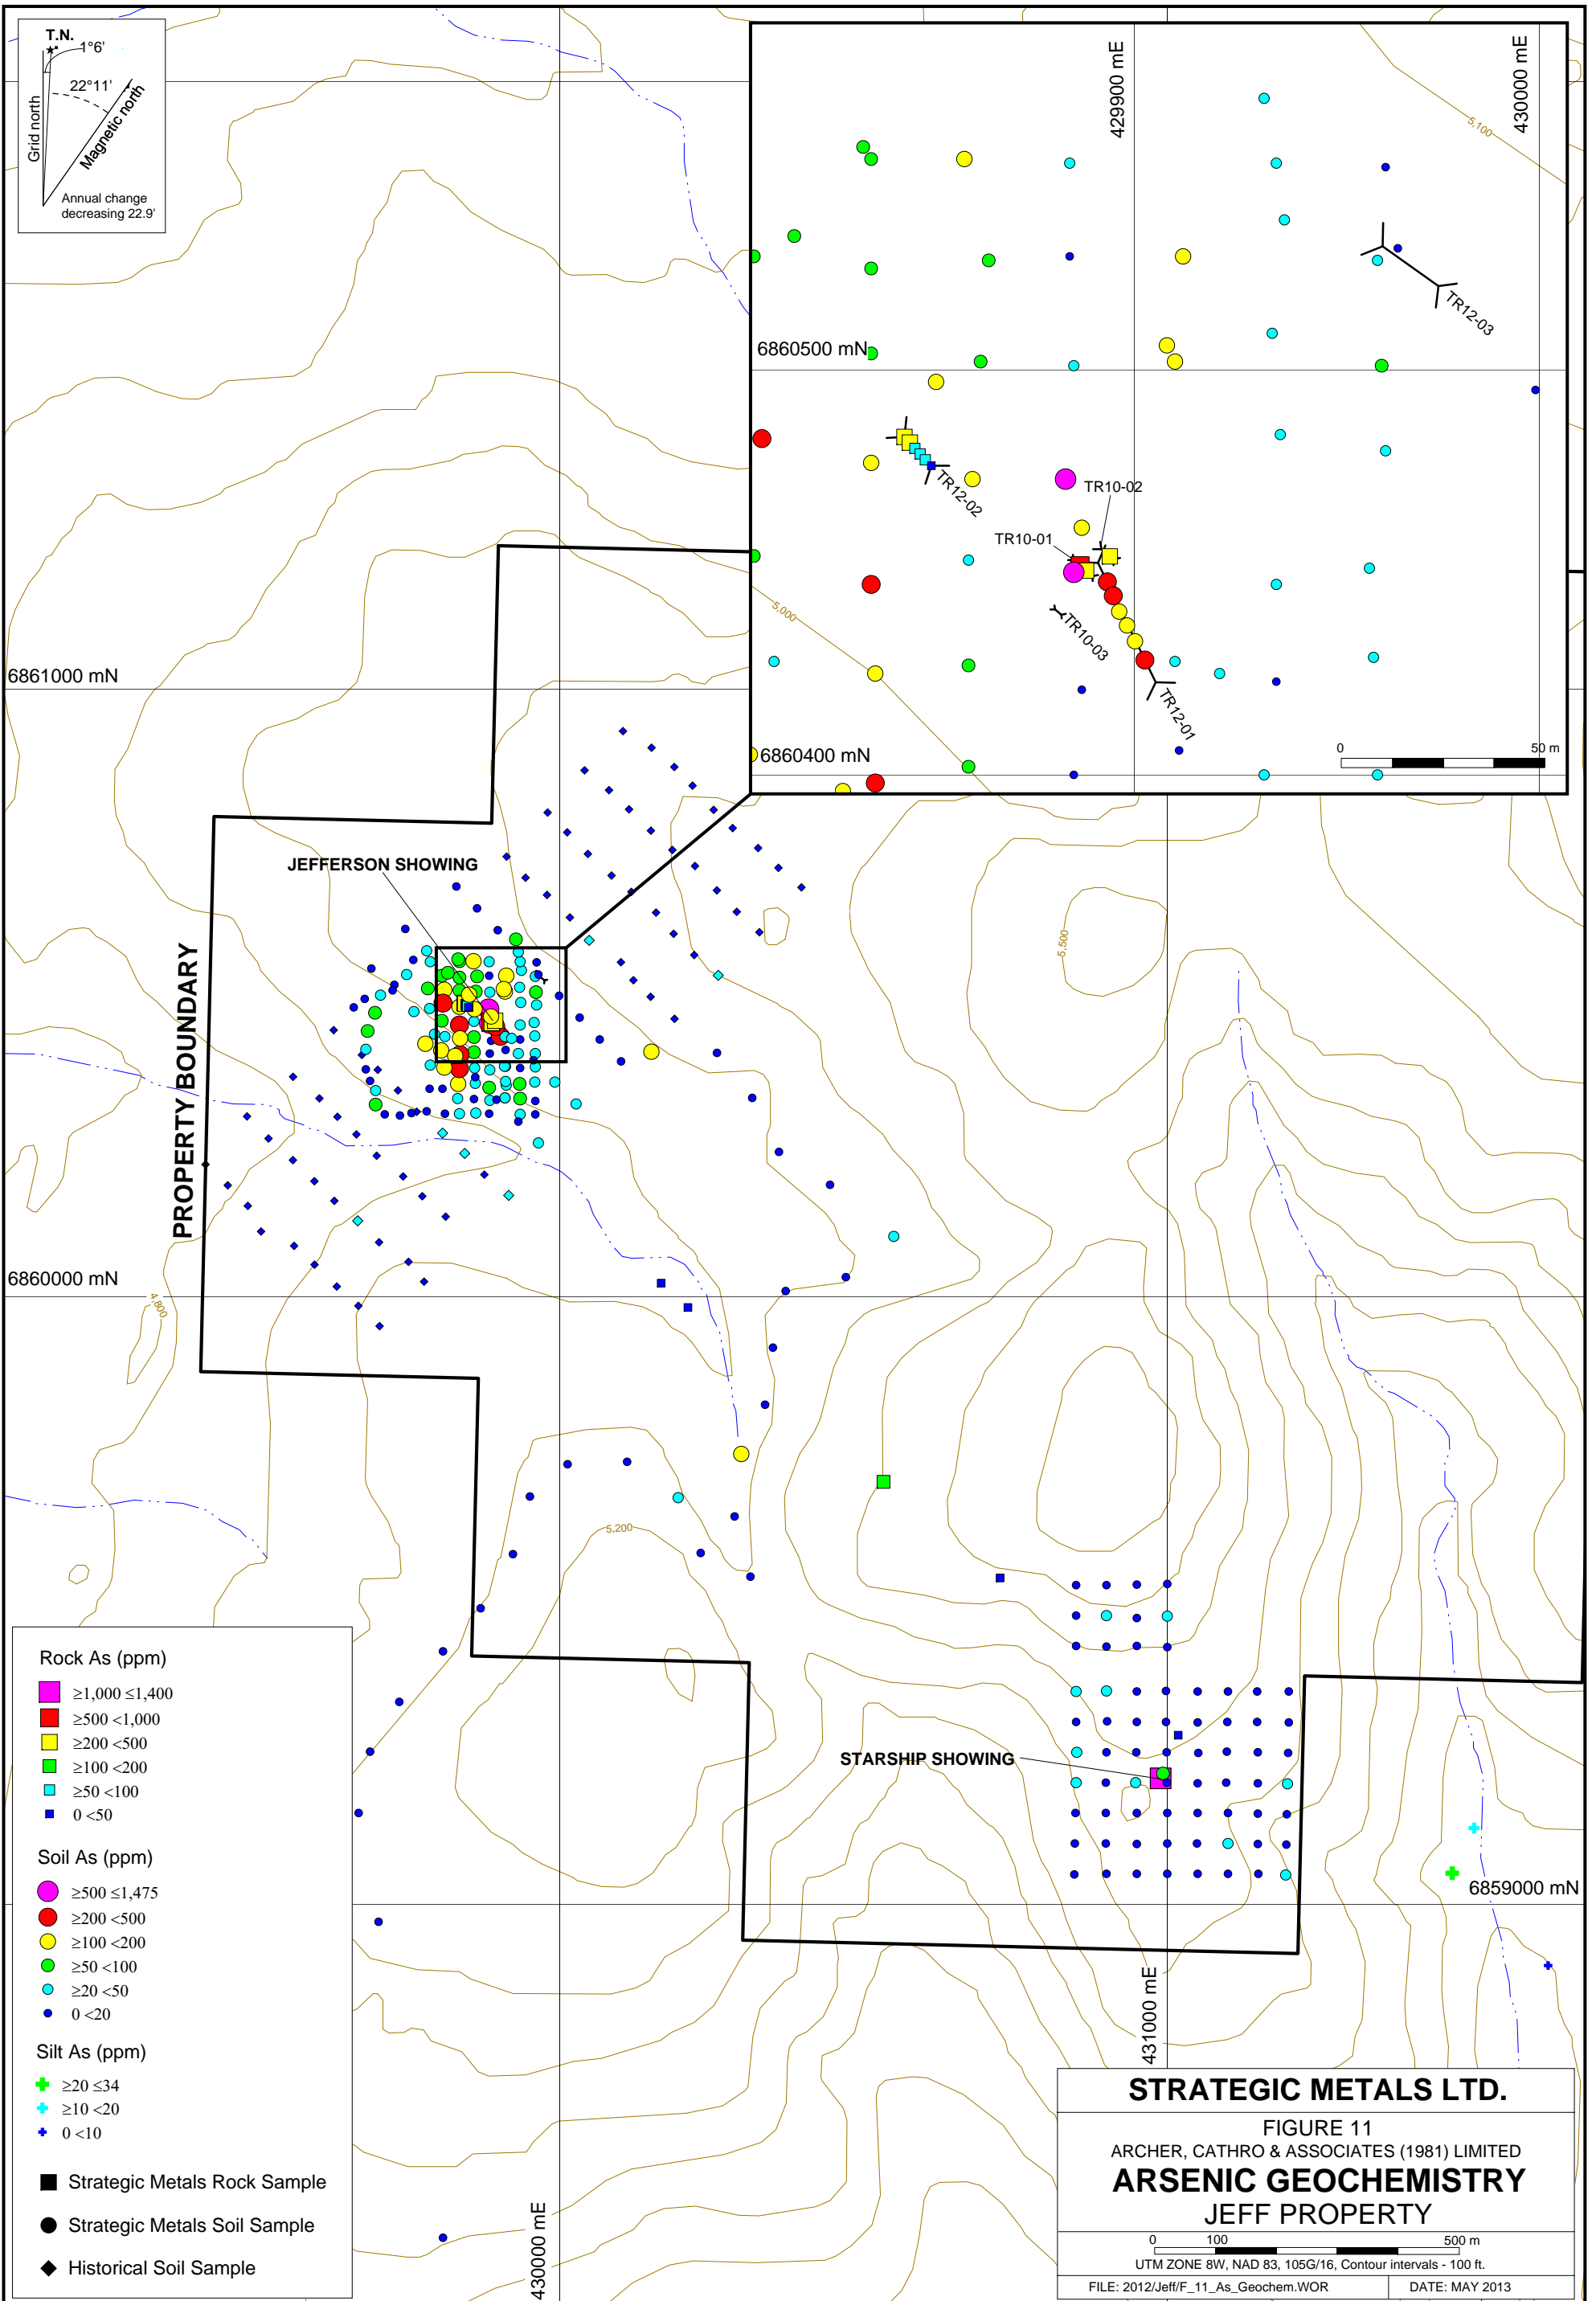 T.N.
1°6'
22°11'
Grid north
Magnetic north
Annual change
decreasing 22.9'
429900 mE
430000 mE
5,100
TR12-03
6860500 mN
TR12-02
TR10-02
TR10-01
5,000
TR10-03
TR12-01
6860400 mN
0 50 m
6861000 mN
JEFFERSON SHOWING
PROPERTY BOUNDARY
5,500
6860000 mN
4,800
5,200
STARSHIP SHOWING
6859000 mN
431000 mE
430000 mE
Rock As (ppm)
≥1,000 ≤1,400
≥500 <1,000
≥200 <500
≥100 <200
≥50 <100
0 <50
Soil As (ppm)
≥500 ≤1,475
≥200 <500
≥100 <200
≥50 <100
≥20 <50
0 <20
Silt As (ppm)
≥20 ≤34
≥10 <20
0 <10
Strategic Metals Rock Sample
Strategic Metals Soil Sample
Historical Soil Sample
STRATEGIC METALS LTD.
FIGURE 11
ARCHER, CATHRO & ASSOCIATES (1981) LIMITED
ARSENIC GEOCHEMISTRY
JEFF PROPERTY
0 100 500 m
UTM ZONE 8W, NAD 83, 105G/16, Contour intervals - 100 ft.
FILE: 2012/Jeff/F_11_As_Geochem.WOR
DATE: MAY 2013